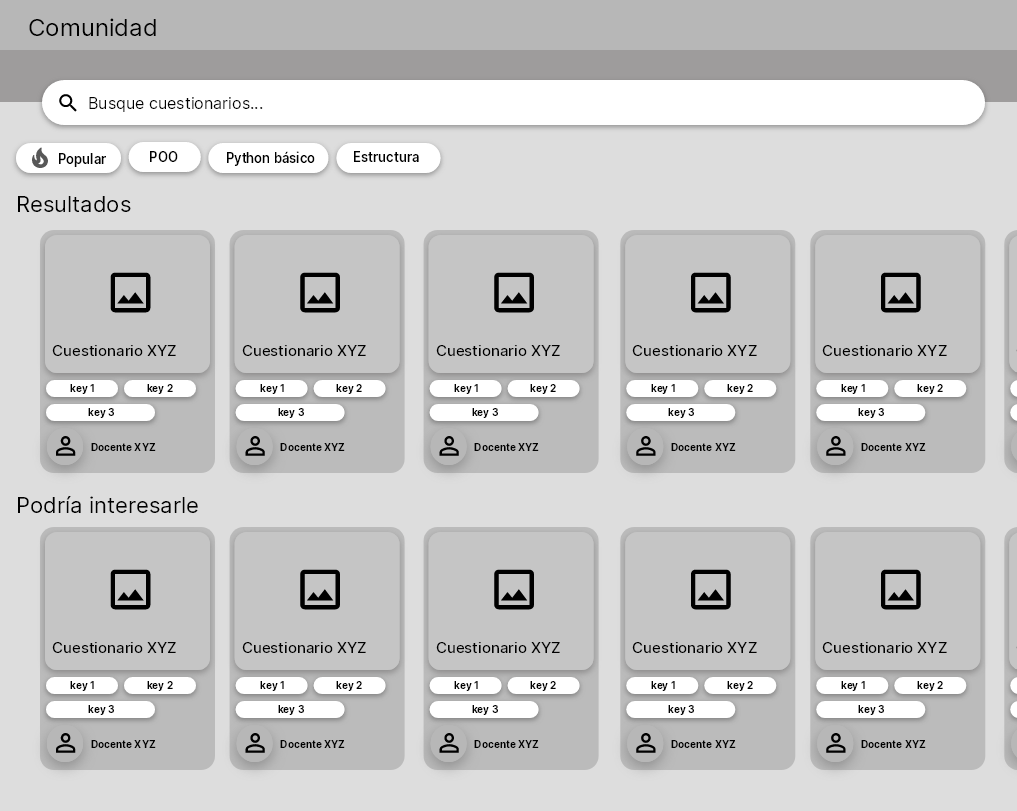 Comunidad
Busque cuestionarios...
Popular POO Python básico Estructura
Resultados
Cuestionario XYZ Cuestionario XYZ Cuestionario XYZ Cuestionario XYZ Cuestionario XYZ
key 1 key 2 key 1 key 2 key 1 key 2 key 1 key 2 key 1 key 2
key 3 key 3 key 3 key 3 key 3
Docente XYZ Docente XYZ Docente XYZ Docente XYZ Docente XYZ
Podría interesarle
Cuestionario XYZ Cuestionario XYZ Cuestionario XYZ Cuestionario XYZ Cuestionario XYZ
key 1 key 2 key 1 key 2 key 1 key 2 key 1 key 2 key 1 key 2
key 3 key 3 key 3 key 3 key 3
Docente XYZ Docente XYZ Docente XYZ Docente XYZ Docente XYZ